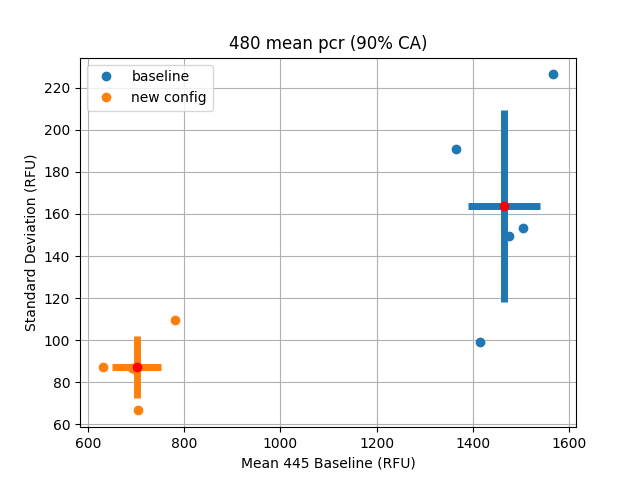 480 mean pcr (90% CA)
baseline
new config
220
200
180
160
140
120
100
80
60
Standard Deviation (RFU)
600 800 1000 1200 1400 1600
Mean 445 Baseline (RFU)